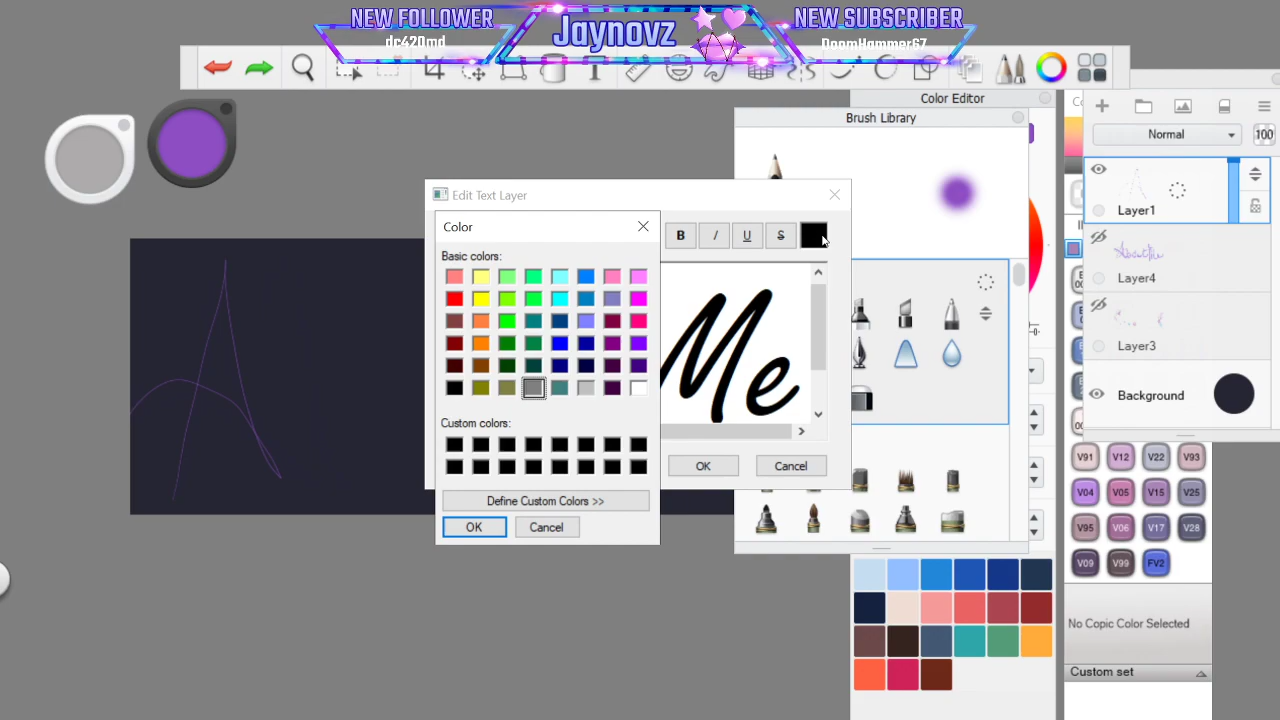 NEW FOLLOWER
dc420md
Jaynovz
NEW SUBSCRIBER
DoomHammer67
T
Color Editor
Brush Library
Normal
100
Layer1
Layer4
Layer3
Background
Edit Text Layer
Color
B
I
U
S
Basic colors:
Me
Custom colors:
OK
Cancel
Define Custom Colors >>
OK
Cancel
V91
V12
V22
V93
V04
V05
V15
V25
V95
V06
V17
V28
V09
V99
FV2
No Copic Color Selected
Custom set